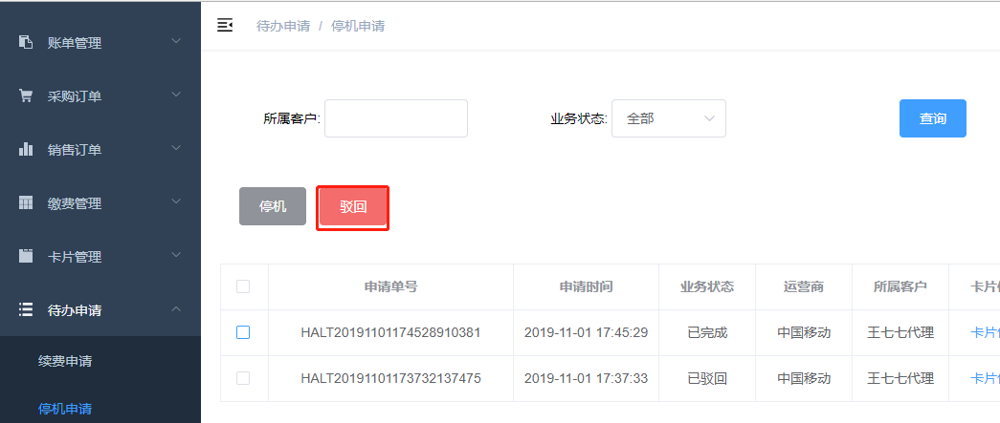 账单管理
采购订单
销售订单
缴费管理
卡片管理
待办申请
续费申请
停机申请
待办申请 / 停机申请
所属客户: 业务状态: 全部 查询
停机 驳回
申请单号 申请时间 业务状态 运营商 所属客户 卡片
HALT20191101174528910381 2019-11-01 17:45:29 已完成 中国移动 王七七代理 卡片
HALT20191101173732137475 2019-11-01 17:37:33 已驳回 中国移动 王七七代理 卡片